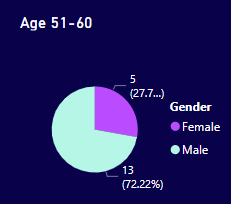 Age 51-60
5
(27.7...)
Gender
Female
Male
13
(72.22%)